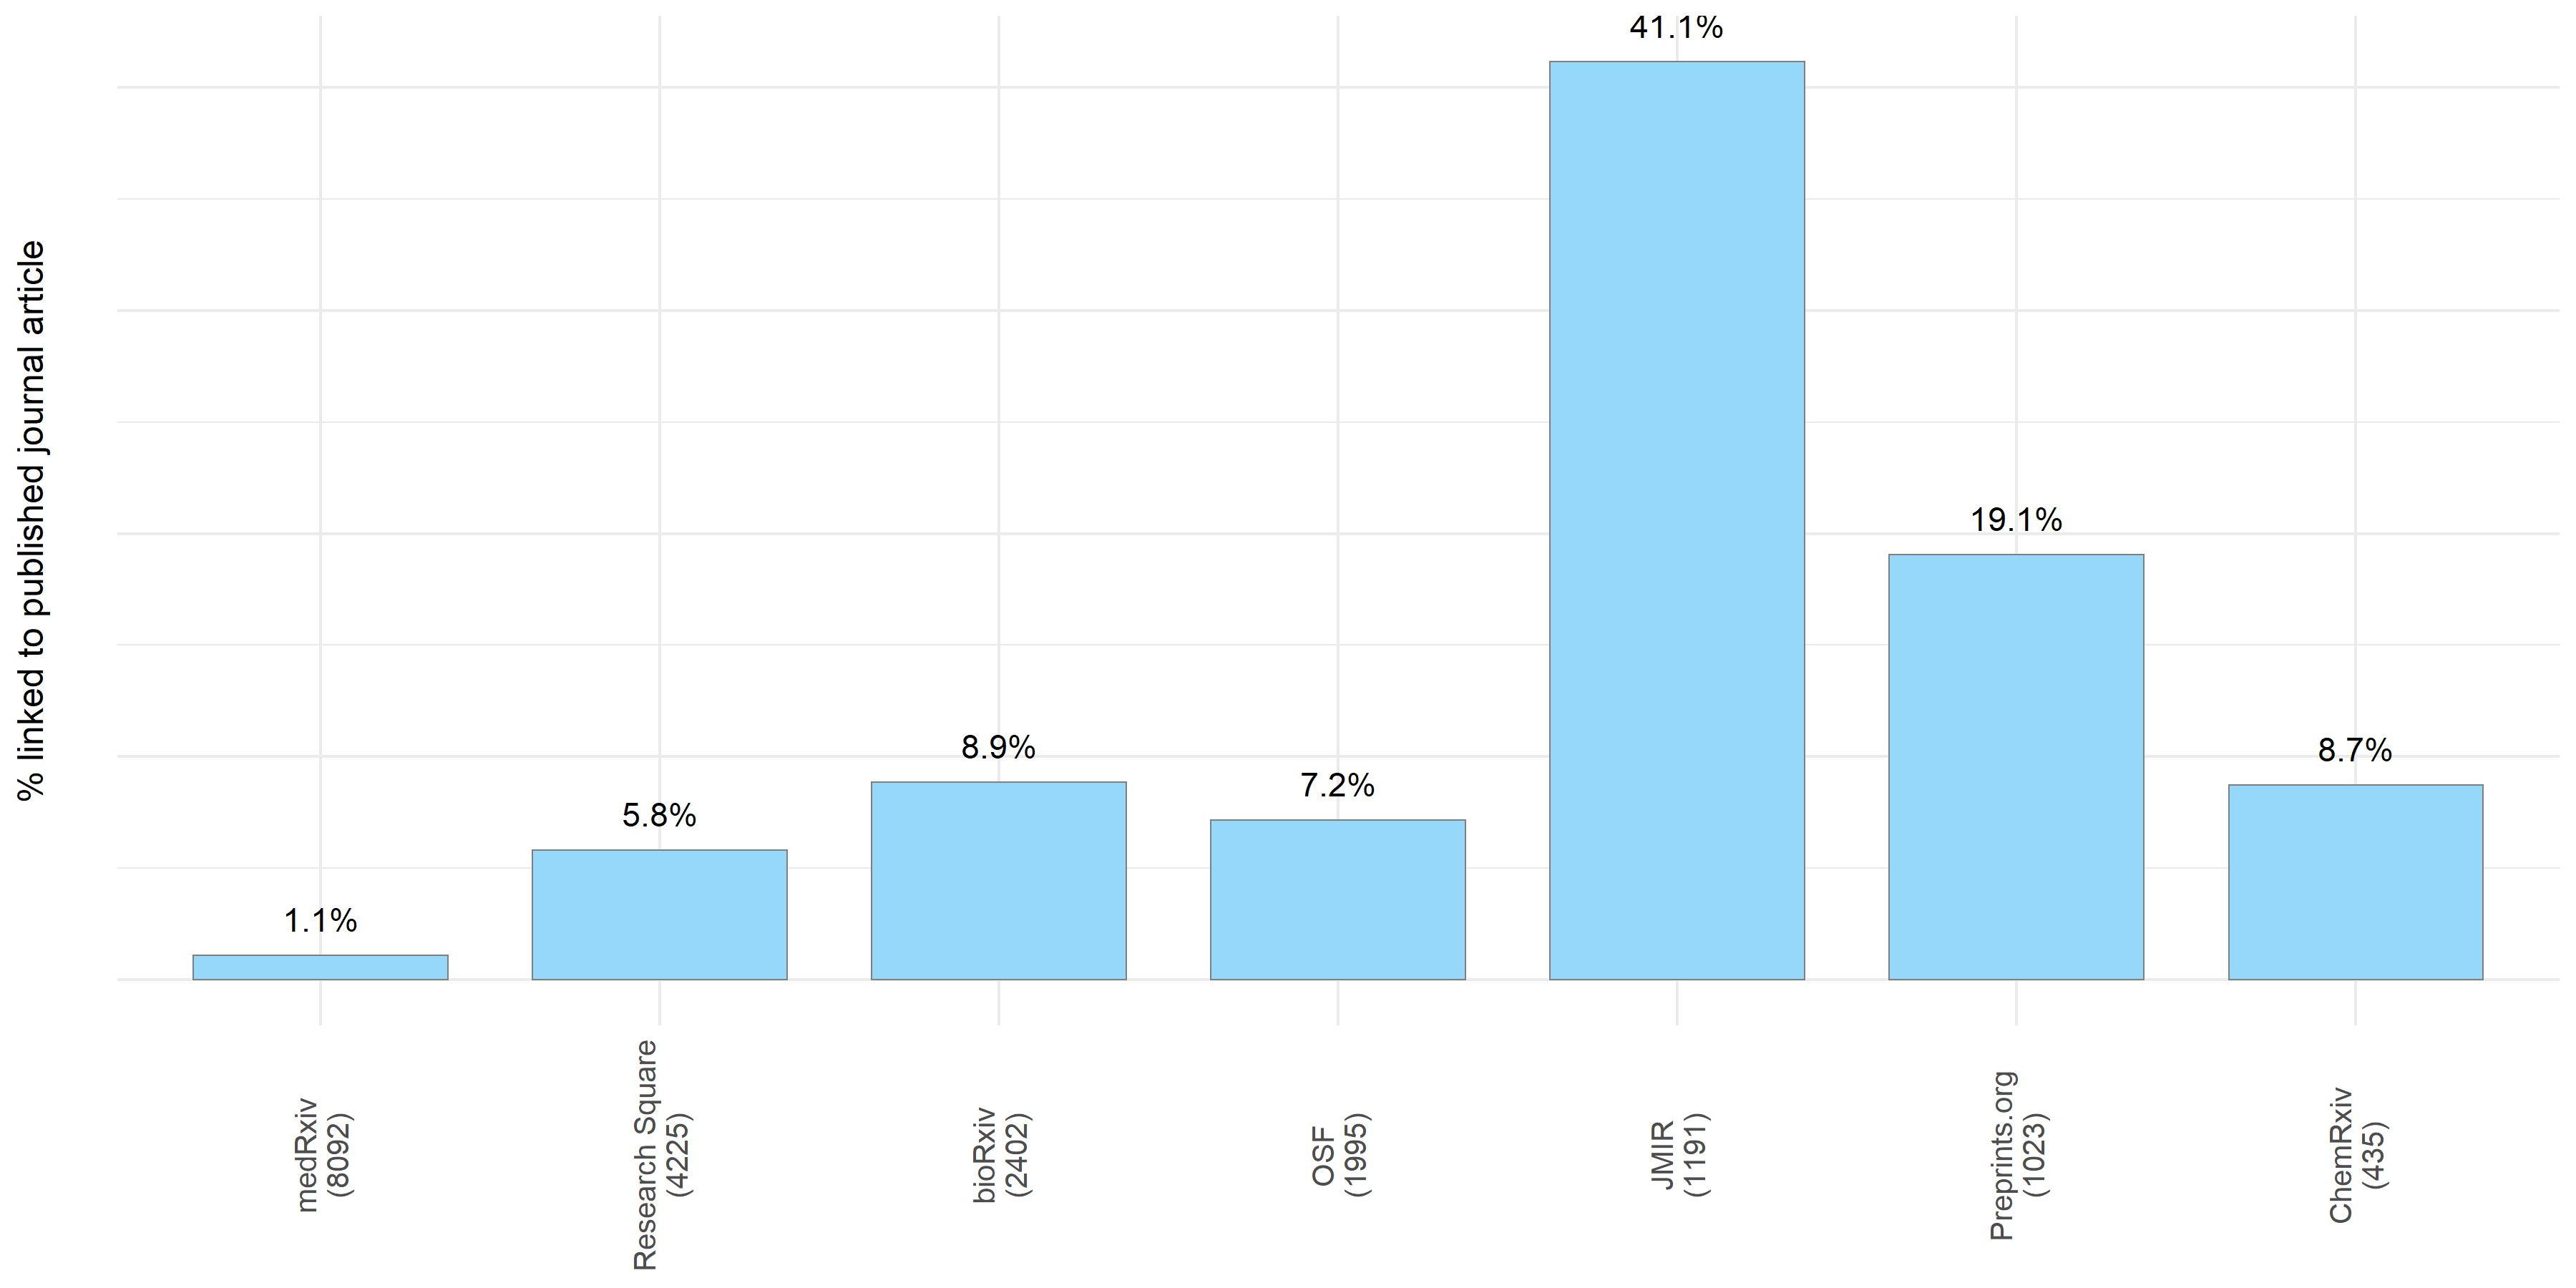 % linked to published journal article
1.1%
5.8%
8.9%
7.2%
41.1%
19.1%
8.7%
medRxiv
(8092)
Research Square
(4225)
bioRxiv
(2402)
OSF
(1995)
JMIR
(1191)
Preprints.org
(1023)
ChemRxiv
(435)